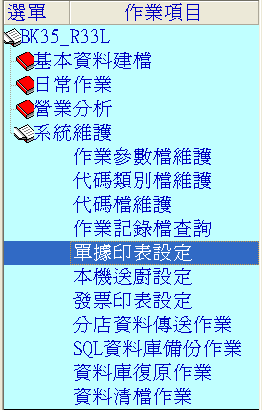 選單 作業項目
BK35_R33L
基本資料建檔
日常作業
營業分析
系統維護
作業參數檔維護
代碼類別檔維護
代碼檔維護
作業記錄檔查詢
單據印表設定
本機送廚設定
發票印表設定
分店資料傳送作業
SQL資料庫備份作業
資料庫復原作業
資料清檔作業